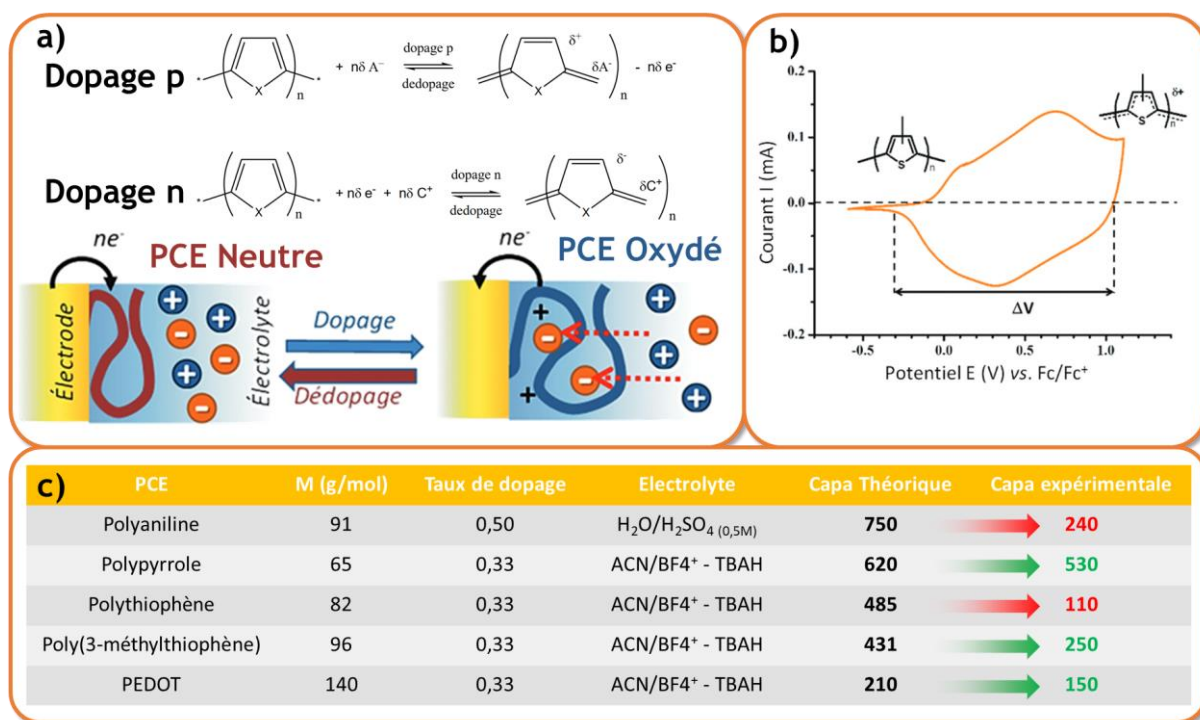 a)
Dopage p
n
+ nδ A⁻
dopage p
dedopage
δ⁺
δA⁻
X
X
n
- nδ e⁻
Dopage n
n
+ nδ e⁻ + nδ C⁺
dopage n
dedopage
δ⁻
δC⁺
X
X
n
ne⁻
PCE Neutre
ne⁻
PCE Oxydé
Électrode
Électrolyte
Dopage
Dédopage
b)
Courant I (mA)
0.2
0.1
0.0
-0.1
-0.2
-0.5
0.0
0.5
1.0
S
n
S
n
δ+
ΔV
Potentiel E (V) vs. Fc/Fc⁺
c)
PCE M (g/mol) Taux de dopage Electrolyte Capa Théorique Capa expérimentale
Polyaniline 91 0,50 H₂O/H₂SO₄ (0,5M) 750 240
Polypyrrole 65 0,33 ACN/BF4⁺ - TBAH 620 530
Polythiophène 82 0,33 ACN/BF4⁺ - TBAH 485 110
Poly(3-méthylthiophène) 96 0,33 ACN/BF4⁺ - TBAH 431 250
PEDOT 140 0,33 ACN/BF4⁺ - TBAH 210 150